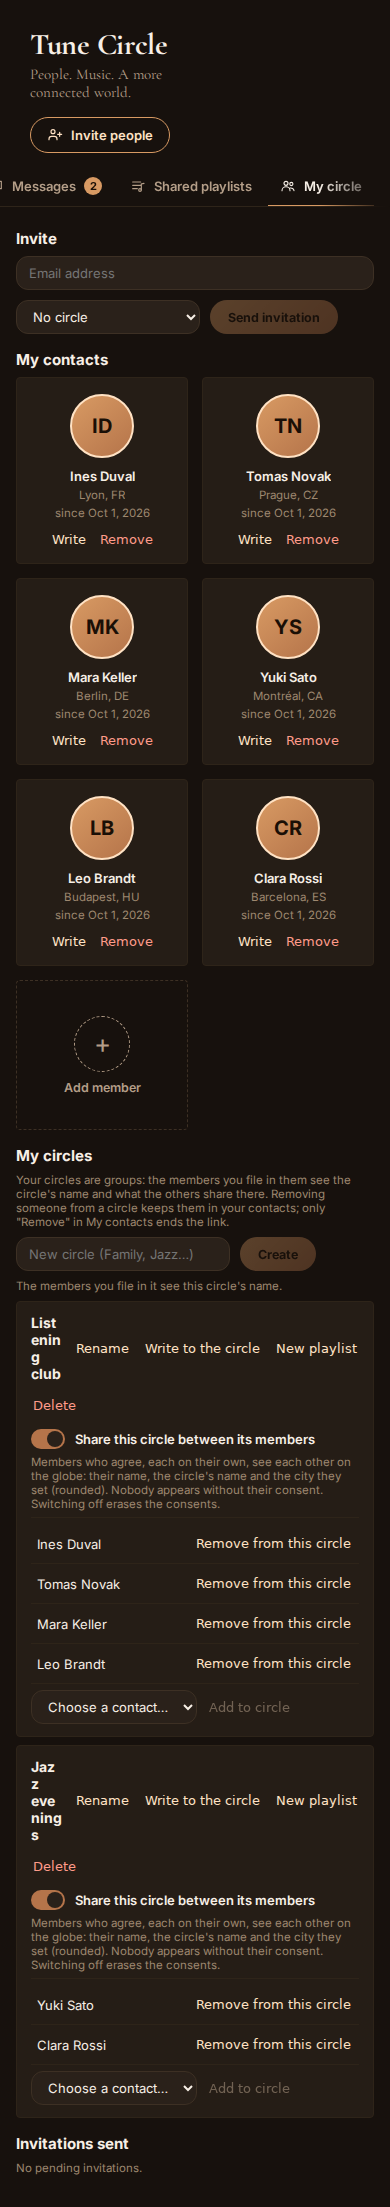 Tune Circle
People. Music. A more
connected world.
Invite people
Messages 2 Shared playlists My circle
Invite
Email address
No circle Send invitation
My contacts
ID TN
Ines Duval Tomas Novak
Lyon, FR Prague, CZ
since Oct 1, 2026 since Oct 1, 2026
Write Remove Write Remove
MK YS
Mara Keller Yuki Sato
Berlin, DE Montréal, CA
since Oct 1, 2026 since Oct 1, 2026
Write Remove Write Remove
LB CR
Leo Brandt Clara Rossi
Budapest, HU Barcelona, ES
since Oct 1, 2026 since Oct 1, 2026
Write Remove Write Remove
+
Add member
My circles
Your circles are groups: the members you file in them see the
circle's name and what the others share there. Removing
someone from a circle keeps them in your contacts; only
"Remove" in My contacts ends the link.
New circle (Family, Jazz...) Create
The members you file in it see this circle's name.
List
ening
club
Rename Write to the circle New playlist
Delete
Share this circle between its members
Members who agree, each on their own, see each other on
the globe: their name, the circle's name and the city they
set (rounded). Nobody appears without their consent.
Switching off erases the consents.
Ines Duval Remove from this circle
Tomas Novak Remove from this circle
Mara Keller Remove from this circle
Leo Brandt Remove from this circle
Choose a contact... Add to circle
Jaz
z
eve
ning
s
Rename Write to the circle New playlist
Delete
Share this circle between its members
Members who agree, each on their own, see each other on
the globe: their name, the circle's name and the city they
set (rounded). Nobody appears without their consent.
Switching off erases the consents.
Yuki Sato Remove from this circle
Clara Rossi Remove from this circle
Choose a contact... Add to circle
Invitations sent
No pending invitations.